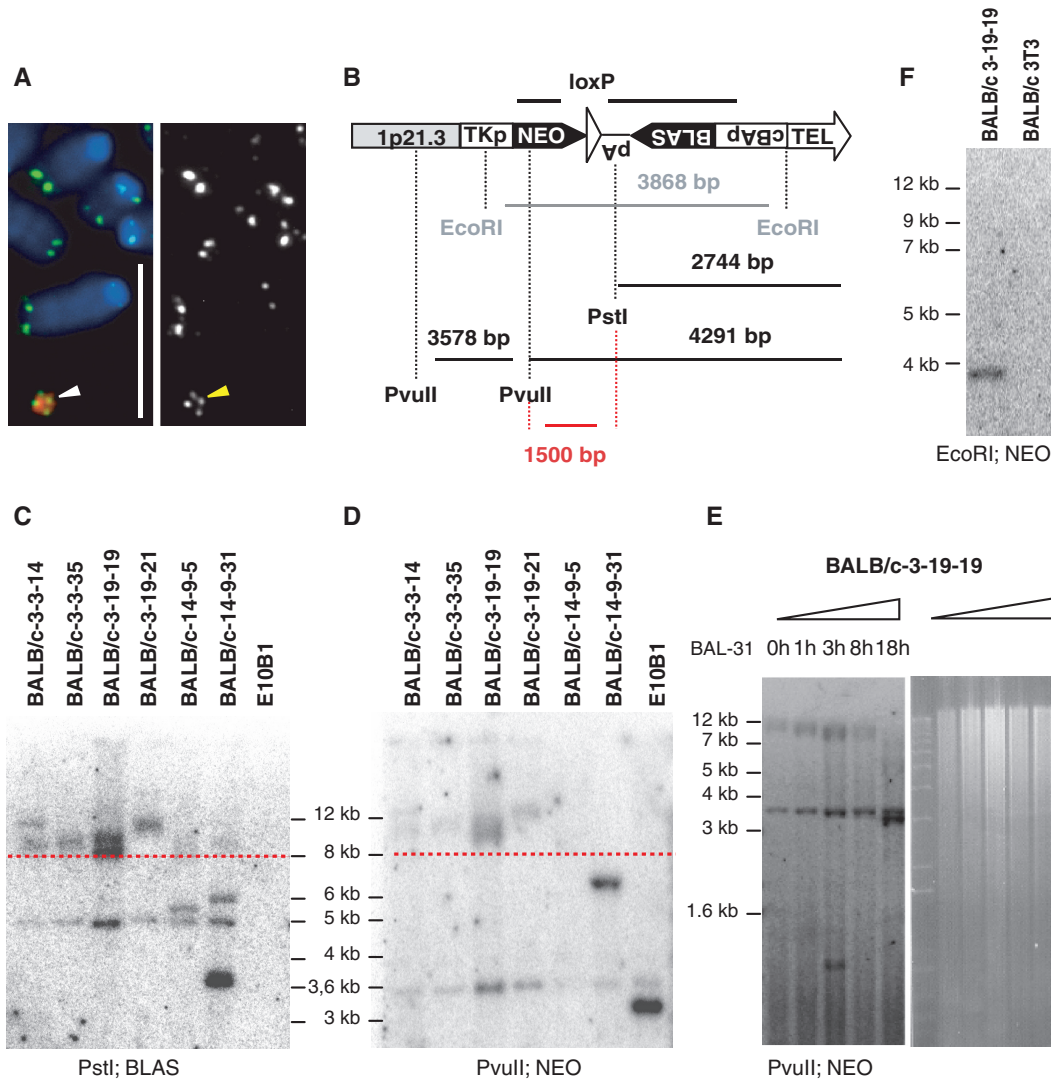 A
B
loxP
1p21.3
TKp
NEO
pA
BLAS
cBAp
TEL
3868 bp
EcoRI
EcoRI
2744 bp
PstI
3578 bp
4291 bp
PvuII
PvuII
1500 bp
F
BALB/c 3-19-19
BALB/c 3T3
12 kb
9 kb
7 kb
5 kb
4 kb
EcoRI; NEO
C
BALB/c-3-3-14
BALB/c-3-3-35
BALB/c-3-19-19
BALB/c-3-19-21
BALB/c-14-9-5
BALB/c-14-9-31
E10B1
PstI; BLAS
12 kb
8 kb
6 kb
5 kb
4 kb
3,6 kb
3 kb
D
BALB/c-3-3-14
BALB/c-3-3-35
BALB/c-3-19-19
BALB/c-3-19-21
BALB/c-14-9-5
BALB/c-14-9-31
E10B1
PvuII; NEO
E
BALB/c-3-19-19
BAL-31 0h 1h 3h 8h 18h
12 kb
7 kb
5 kb
4 kb
3 kb
1.6 kb
PvuII; NEO